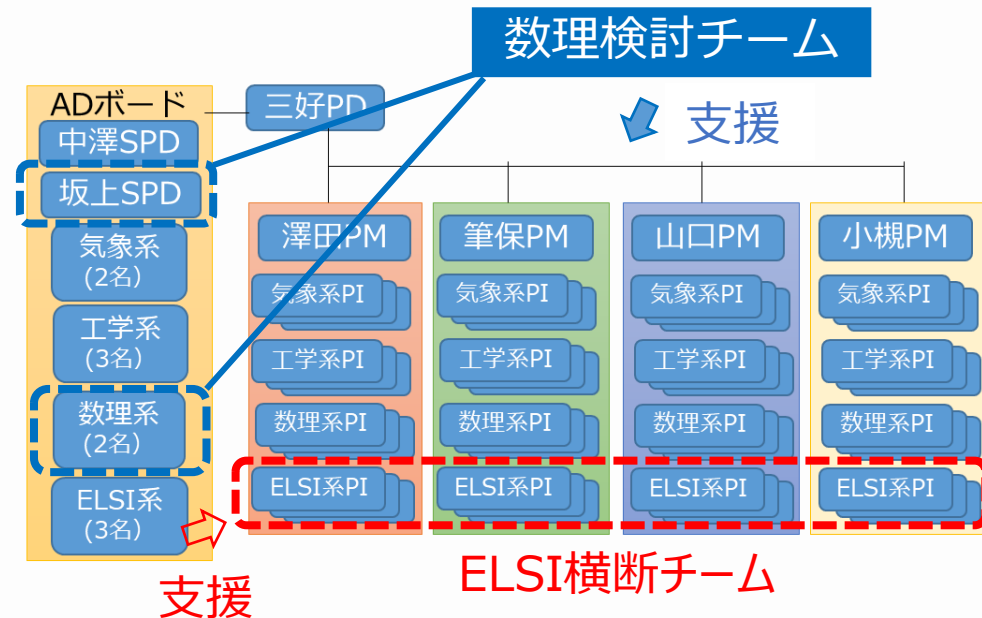 数理検討チーム
ADボード
三好PD
支援
中澤SPD
坂上SPD
気象系
(2名)
工学系
(3名)
数理系
(2名)
ELSI系
(3名)
澤田PM
気象系PI
工学系PI
数理系PI
ELSI系PI
筆保PM
気象系PI
工学系PI
数理系PI
ELSI系PI
山口PM
気象系PI
工学系PI
数理系PI
ELSI系PI
小槻PM
気象系PI
工学系PI
数理系PI
ELSI系PI
支援
ELSI横断チーム